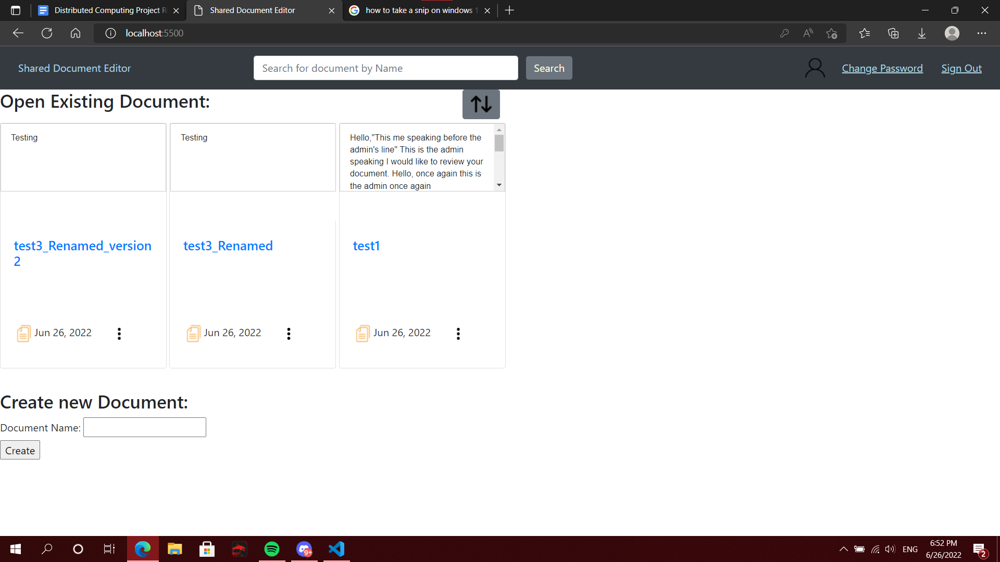 Distributed Computing Project R
Shared Document Editor
how to take a snip on windows 1
localhost:5500
Shared Document Editor
Search for document by Name
Search
Change Password
Sign Out
Open Existing Document:
Testing
Testing
Hello,"This me speaking before the
admin's line" This is the admin
speaking I would like to review your
document. Hello, once again this is
the admin once again
test3_Renamed_version
2
test3_Renamed
test1
Jun 26, 2022
Jun 26, 2022
Jun 26, 2022
Create new Document:
Document Name:
Create
9+
ENG
6:52 PM
6/26/2022
2